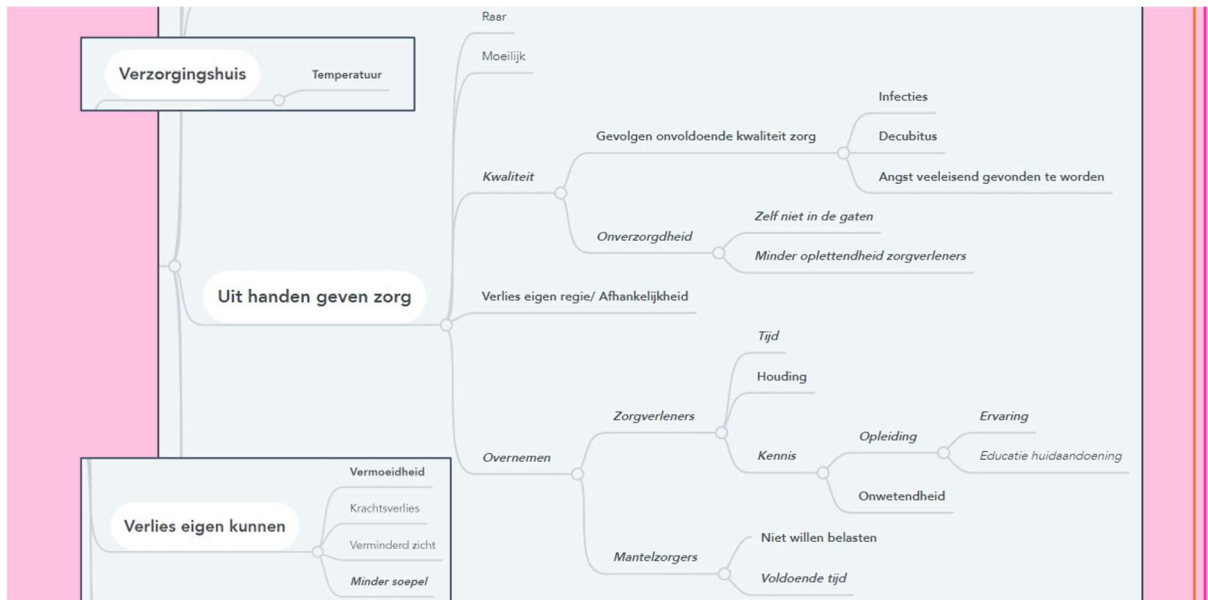 Raar
Moeilijk
Verzorgingshuis
Temperatuur
Infecties
Gevolgen onvoldoende kwaliteit zorg
Decubitus
Kwaliteit
Angst veeleisend gevonden te worden
Zelf niet in de gaten
Onverzorgdheid
Minder oplettendheid zorgverleners
Uit handen geven zorg
Verlies eigen regie/ Afhankelijkheid
Tijd
Houding
Zorgverleners
Ervaring
Opleiding
Kennis
Educatie huidaandoening
Overnemen
Onwetendheid
Niet willen belasten
Mantelzorgers
Voldoende tijd
Vermoeidheid
Krachtsverlies
Verlies eigen kunnen
Verminderd zicht
Minder soepel